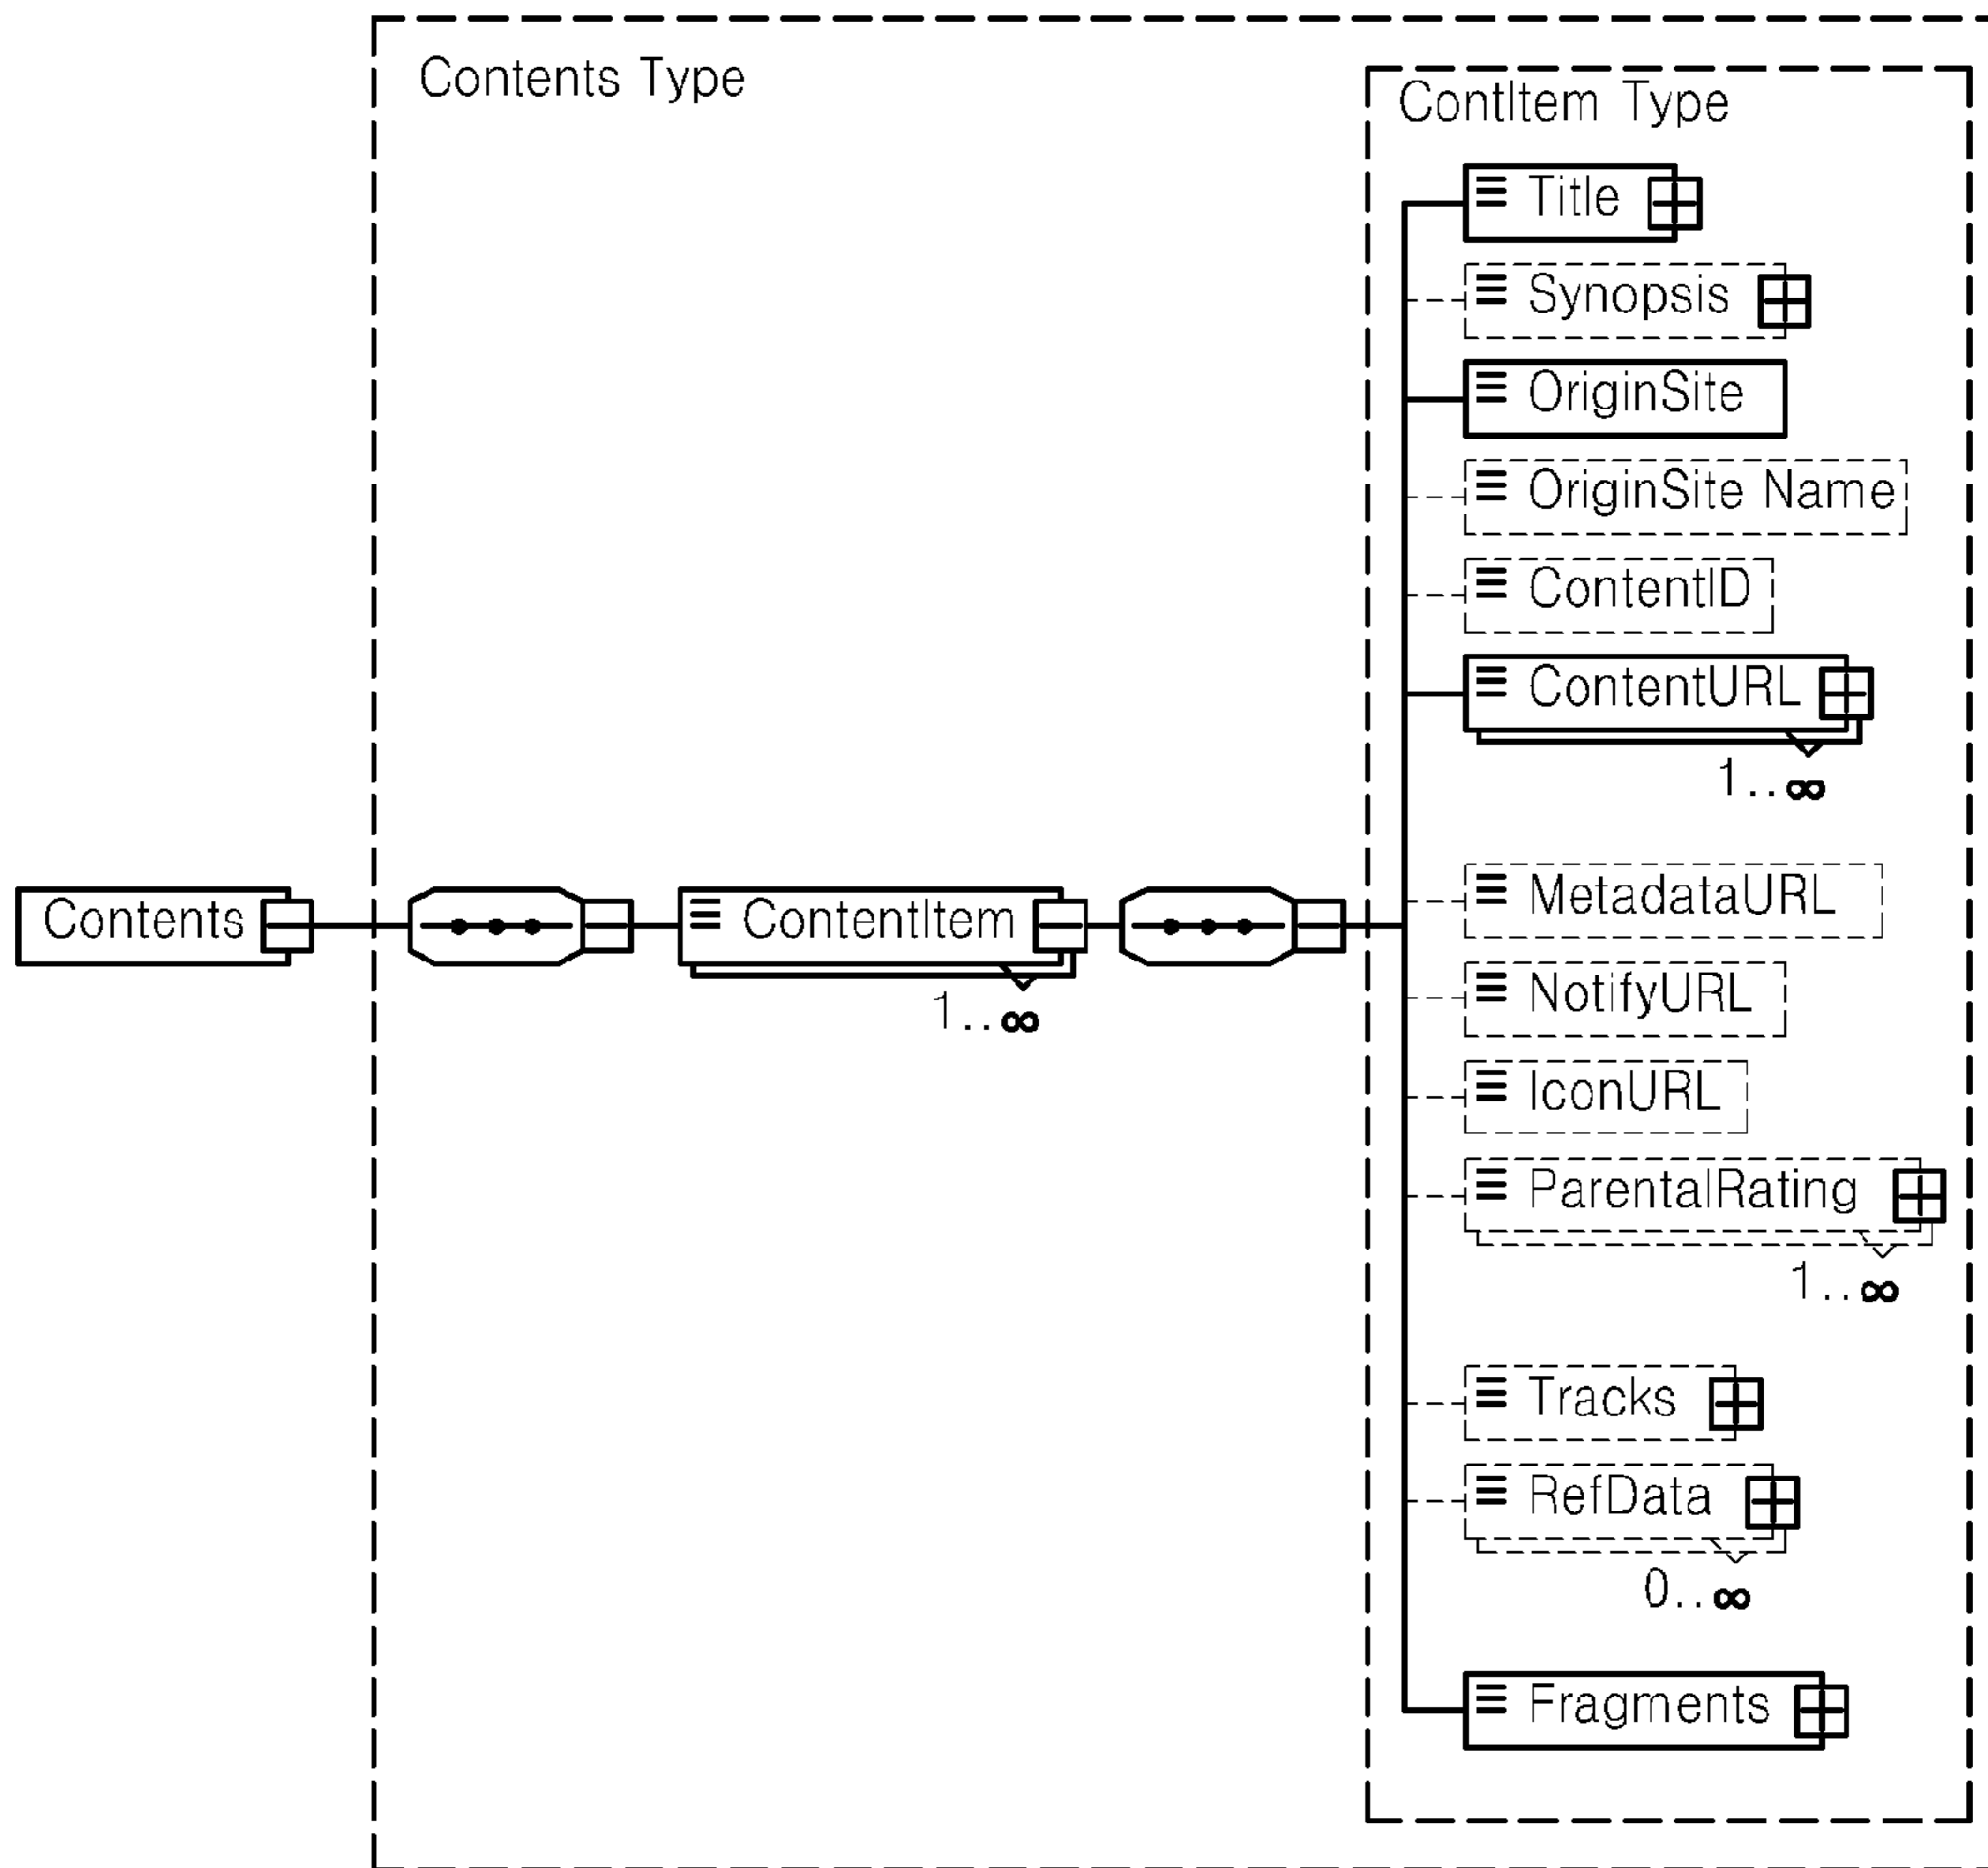 Contents Type
ContItem Type
Title
Synopsis
OriginSite
OriginSite Name
ContentID
ContentURL
1..∞
Contents
ContentItem
1..∞
MetadataURL
NotifyURL
IconURL
ParentalRating
1..∞
Tracks
RefData
0..∞
Fragments